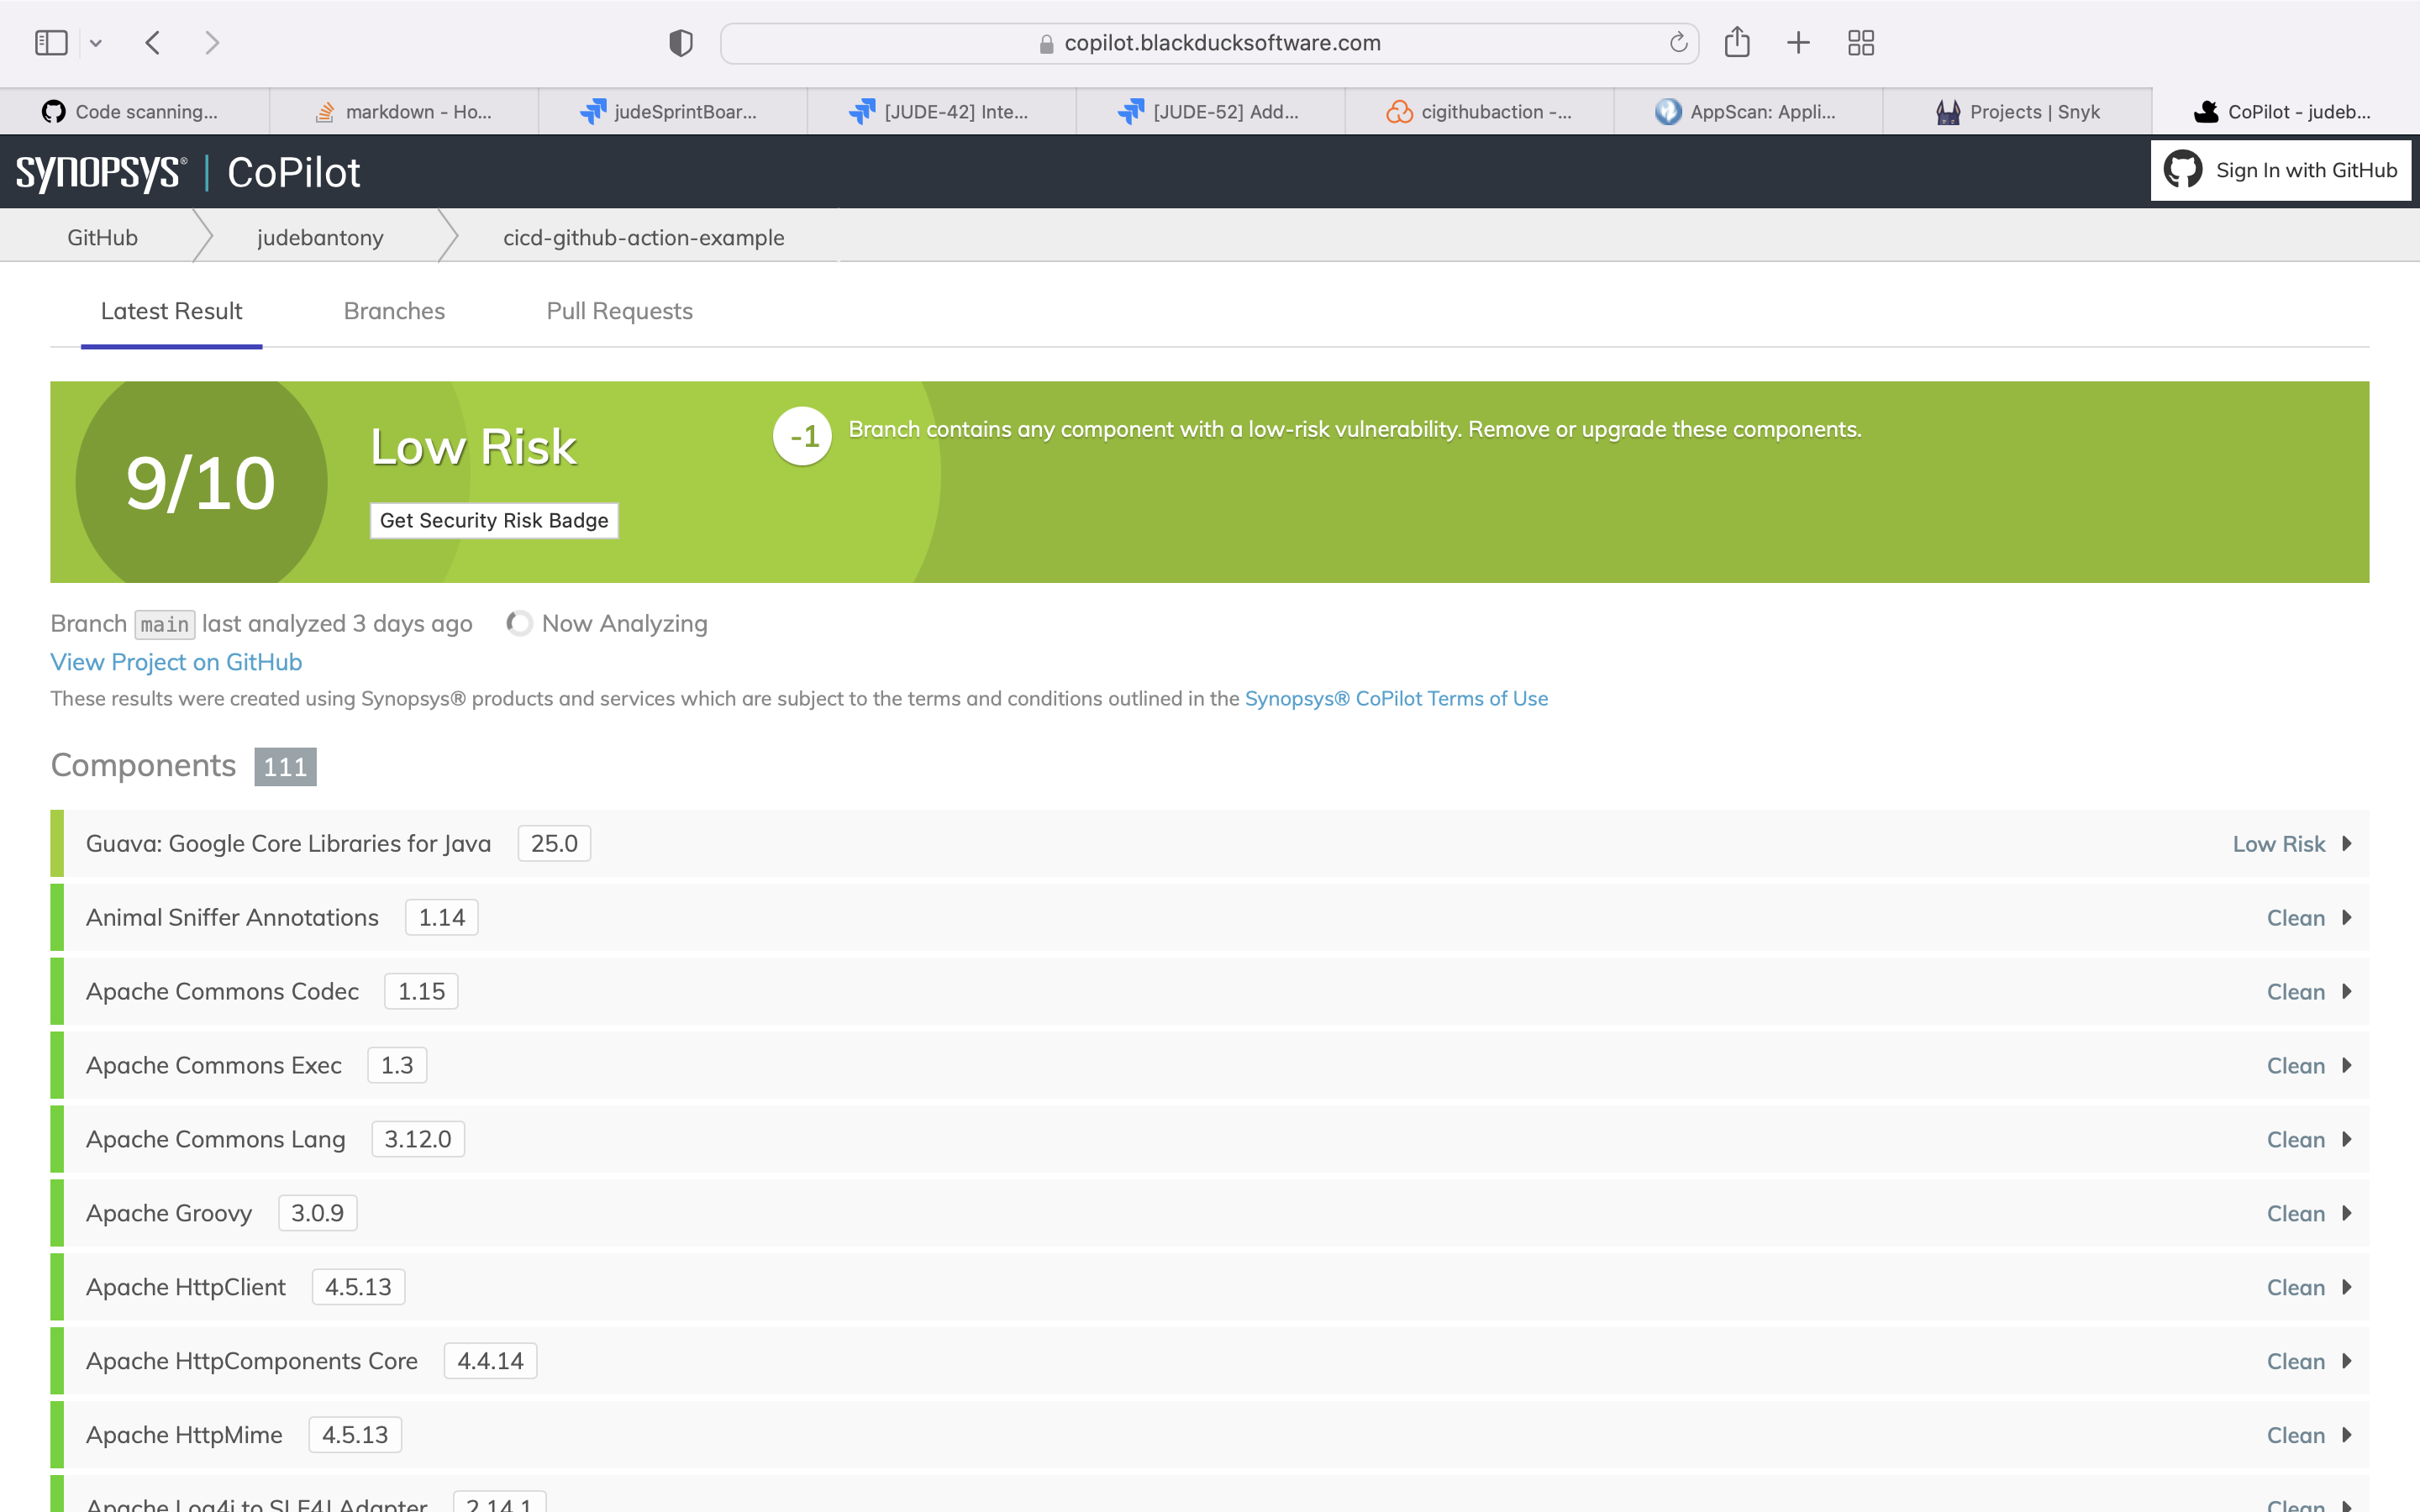 copilot.blackducksoftware.com
Code scanning... markdown - Ho... judeSprintBoar... [JUDE-42] Inte... [JUDE-52] Add... cigithubaction -... AppScan: Appli... Projects | Snyk CoPilot - judeb...
SYNOPSYS® | CoPilot Sign In with GitHub
GitHub judebantony cicd-github-action-example
Latest Result Branches Pull Requests
9/10
Low Risk
Get Security Risk Badge
-1 Branch contains any component with a low-risk vulnerability. Remove or upgrade these components.
Branch main last analyzed 3 days ago Now Analyzing
View Project on GitHub
These results were created using Synopsys® products and services which are subject to the terms and conditions outlined in the Synopsys® CoPilot Terms of Use
Components 111
Guava: Google Core Libraries for Java 25.0 Low Risk
Animal Sniffer Annotations 1.14 Clean
Apache Commons Codec 1.15 Clean
Apache Commons Exec 1.3 Clean
Apache Commons Lang 3.12.0 Clean
Apache Groovy 3.0.9 Clean
Apache HttpClient 4.5.13 Clean
Apache HttpComponents Core 4.4.14 Clean
Apache HttpMime 4.5.13 Clean
Apache Log4j to SLF4J Adapter 2.14.1 Clean